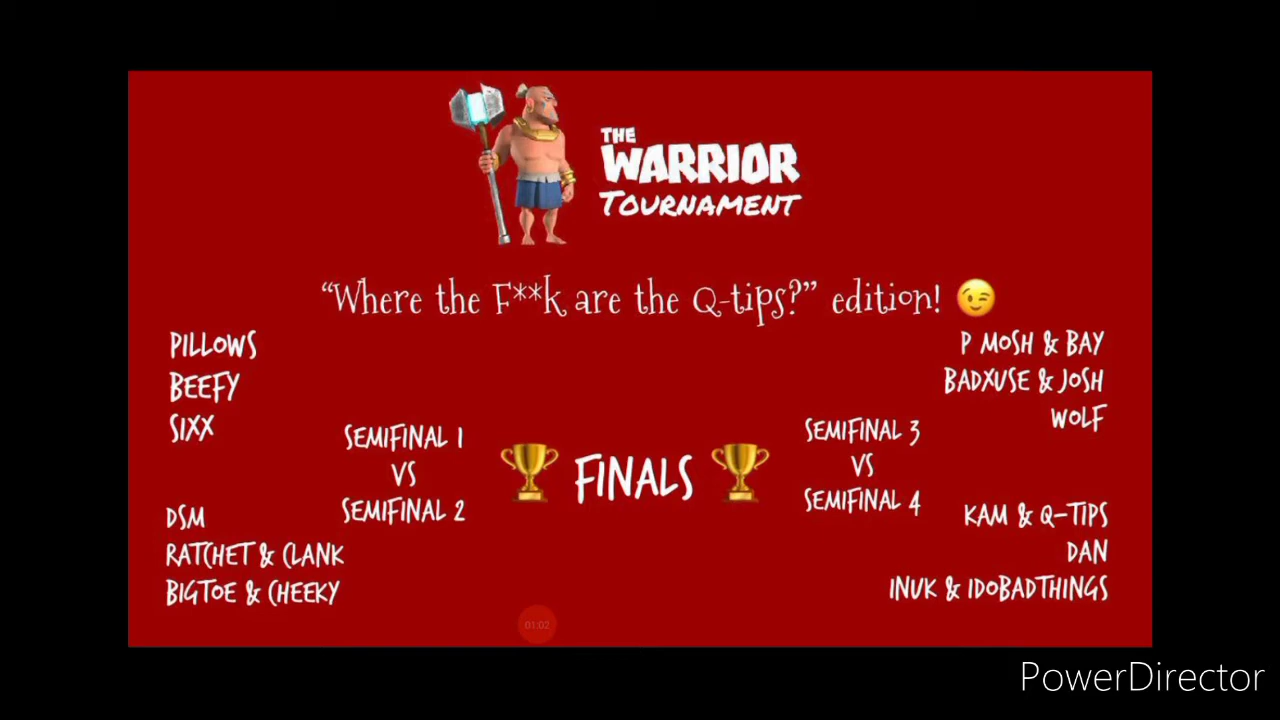 THE
WARRIOR
TOURNAMENT
“Where the F**k are the Q-tips?” edition! 😉
PILLOWS
BEEFY
SIXX
DSM
RATCHET & CLANK
BIGTOE & CHEEKY
SEMIFINAL 1
VS
SEMIFINAL 2
FINALS
SEMIFINAL 3
VS
SEMIFINAL 4
P MOSH & BAY
BADXUSE & JOSH
WOLF
KAM & Q-TIPS
DAN
INUK & IDOBADTHINGS
01:02
PowerDirector